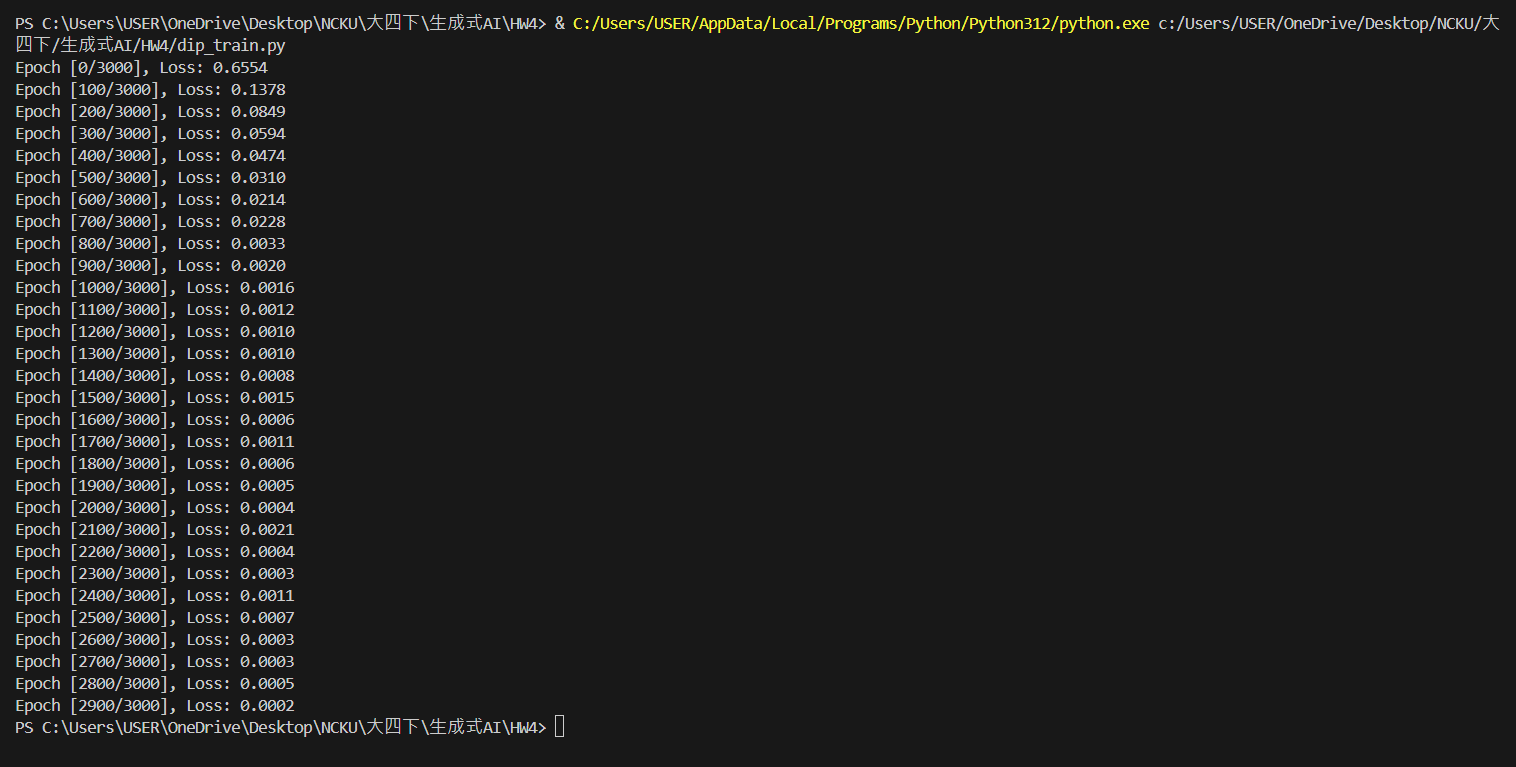 PS C:\Users\USER\OneDrive\Desktop\NCKU\大四下\生成式AI\HW4> & C:/Users/USER/AppData/Local/Programs/Python/Python312/python.exe c:/Users/USER/OneDrive/Desktop/NCKU/大
四下/生成式AI/HW4/dip_train.py
Epoch [0/3000], Loss: 0.6554
Epoch [100/3000], Loss: 0.1378
Epoch [200/3000], Loss: 0.0849
Epoch [300/3000], Loss: 0.0594
Epoch [400/3000], Loss: 0.0474
Epoch [500/3000], Loss: 0.0310
Epoch [600/3000], Loss: 0.0214
Epoch [700/3000], Loss: 0.0228
Epoch [800/3000], Loss: 0.0033
Epoch [900/3000], Loss: 0.0020
Epoch [1000/3000], Loss: 0.0016
Epoch [1100/3000], Loss: 0.0012
Epoch [1200/3000], Loss: 0.0010
Epoch [1300/3000], Loss: 0.0010
Epoch [1400/3000], Loss: 0.0008
Epoch [1500/3000], Loss: 0.0015
Epoch [1600/3000], Loss: 0.0006
Epoch [1700/3000], Loss: 0.0011
Epoch [1800/3000], Loss: 0.0006
Epoch [1900/3000], Loss: 0.0005
Epoch [2000/3000], Loss: 0.0004
Epoch [2100/3000], Loss: 0.0021
Epoch [2200/3000], Loss: 0.0004
Epoch [2300/3000], Loss: 0.0003
Epoch [2400/3000], Loss: 0.0011
Epoch [2500/3000], Loss: 0.0007
Epoch [2600/3000], Loss: 0.0003
Epoch [2700/3000], Loss: 0.0003
Epoch [2800/3000], Loss: 0.0005
Epoch [2900/3000], Loss: 0.0002
PS C:\Users\USER\OneDrive\Desktop\NCKU\大四下\生成式AI\HW4>